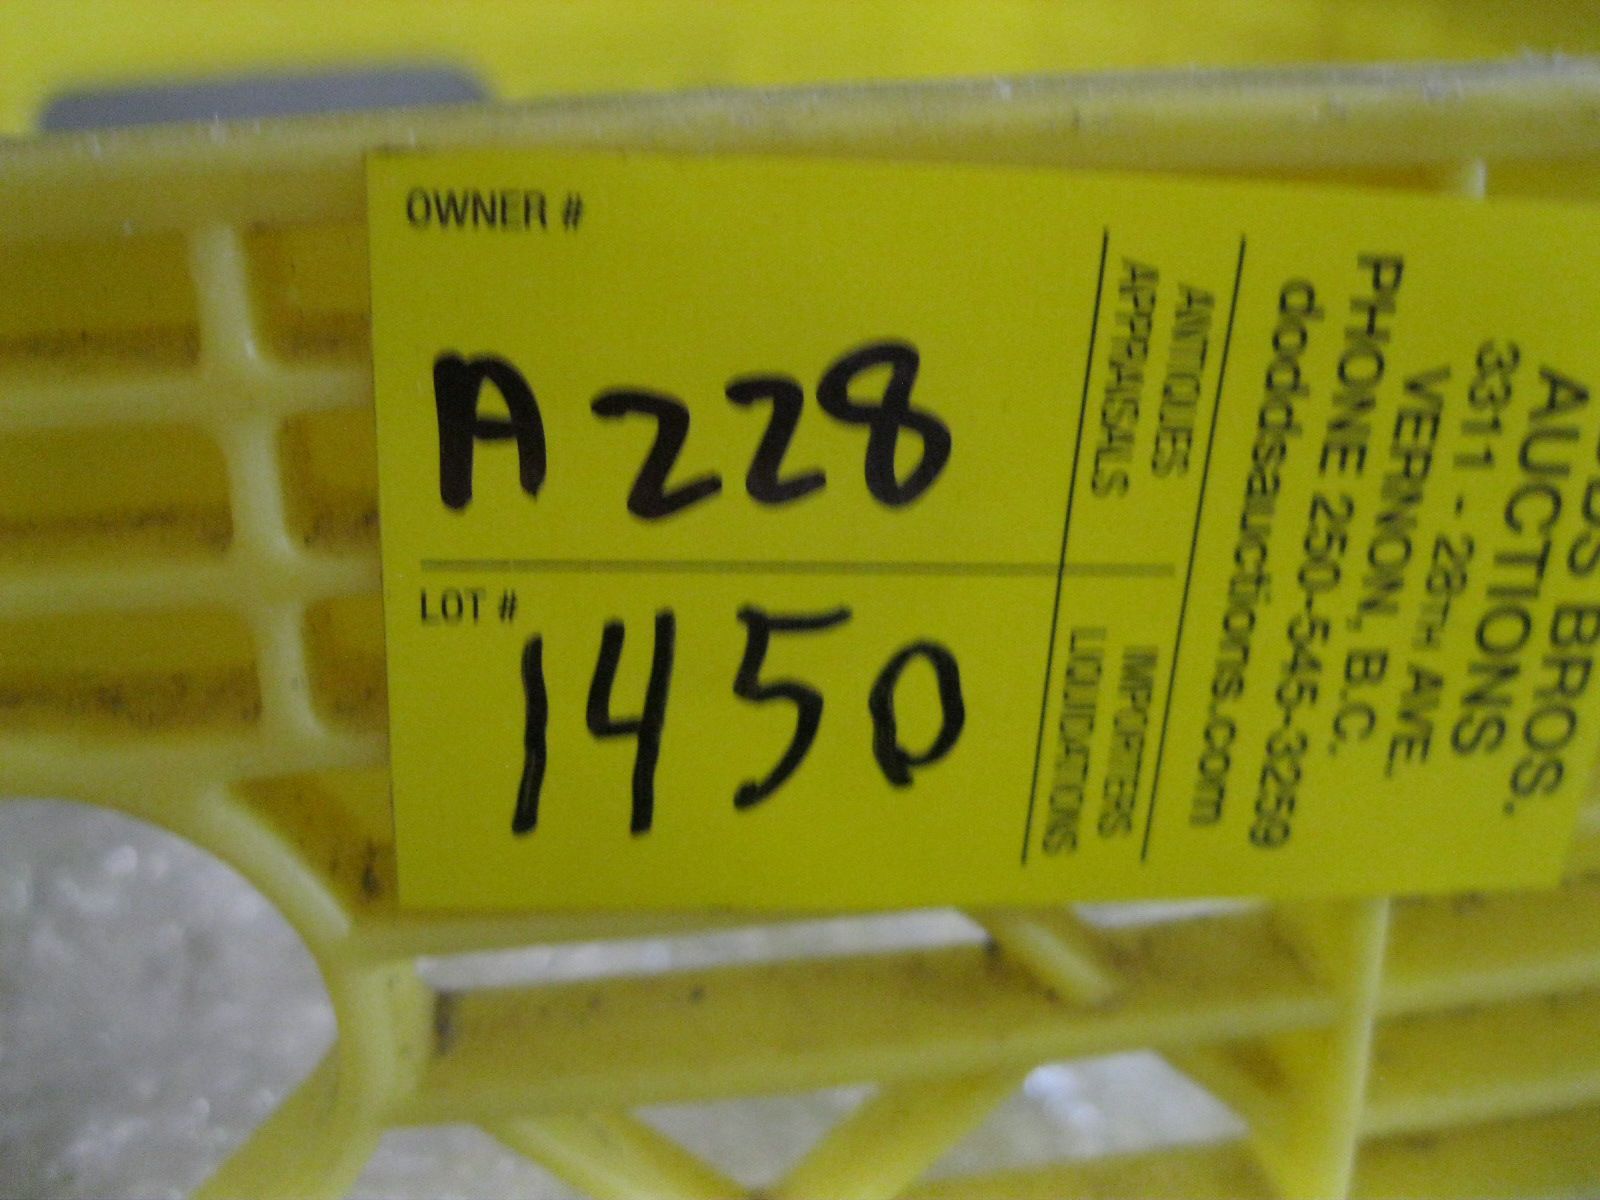 OWNER #
A228
LOT #
1450
BROS.
AUCTIONS
3311 - 28TH AVE.
VERNON, B.C.
PHONE 250-545-3259
doddsauctions.com
ANTIQUES IMPORTERS
APPRAISALS LIQUIDATIONS